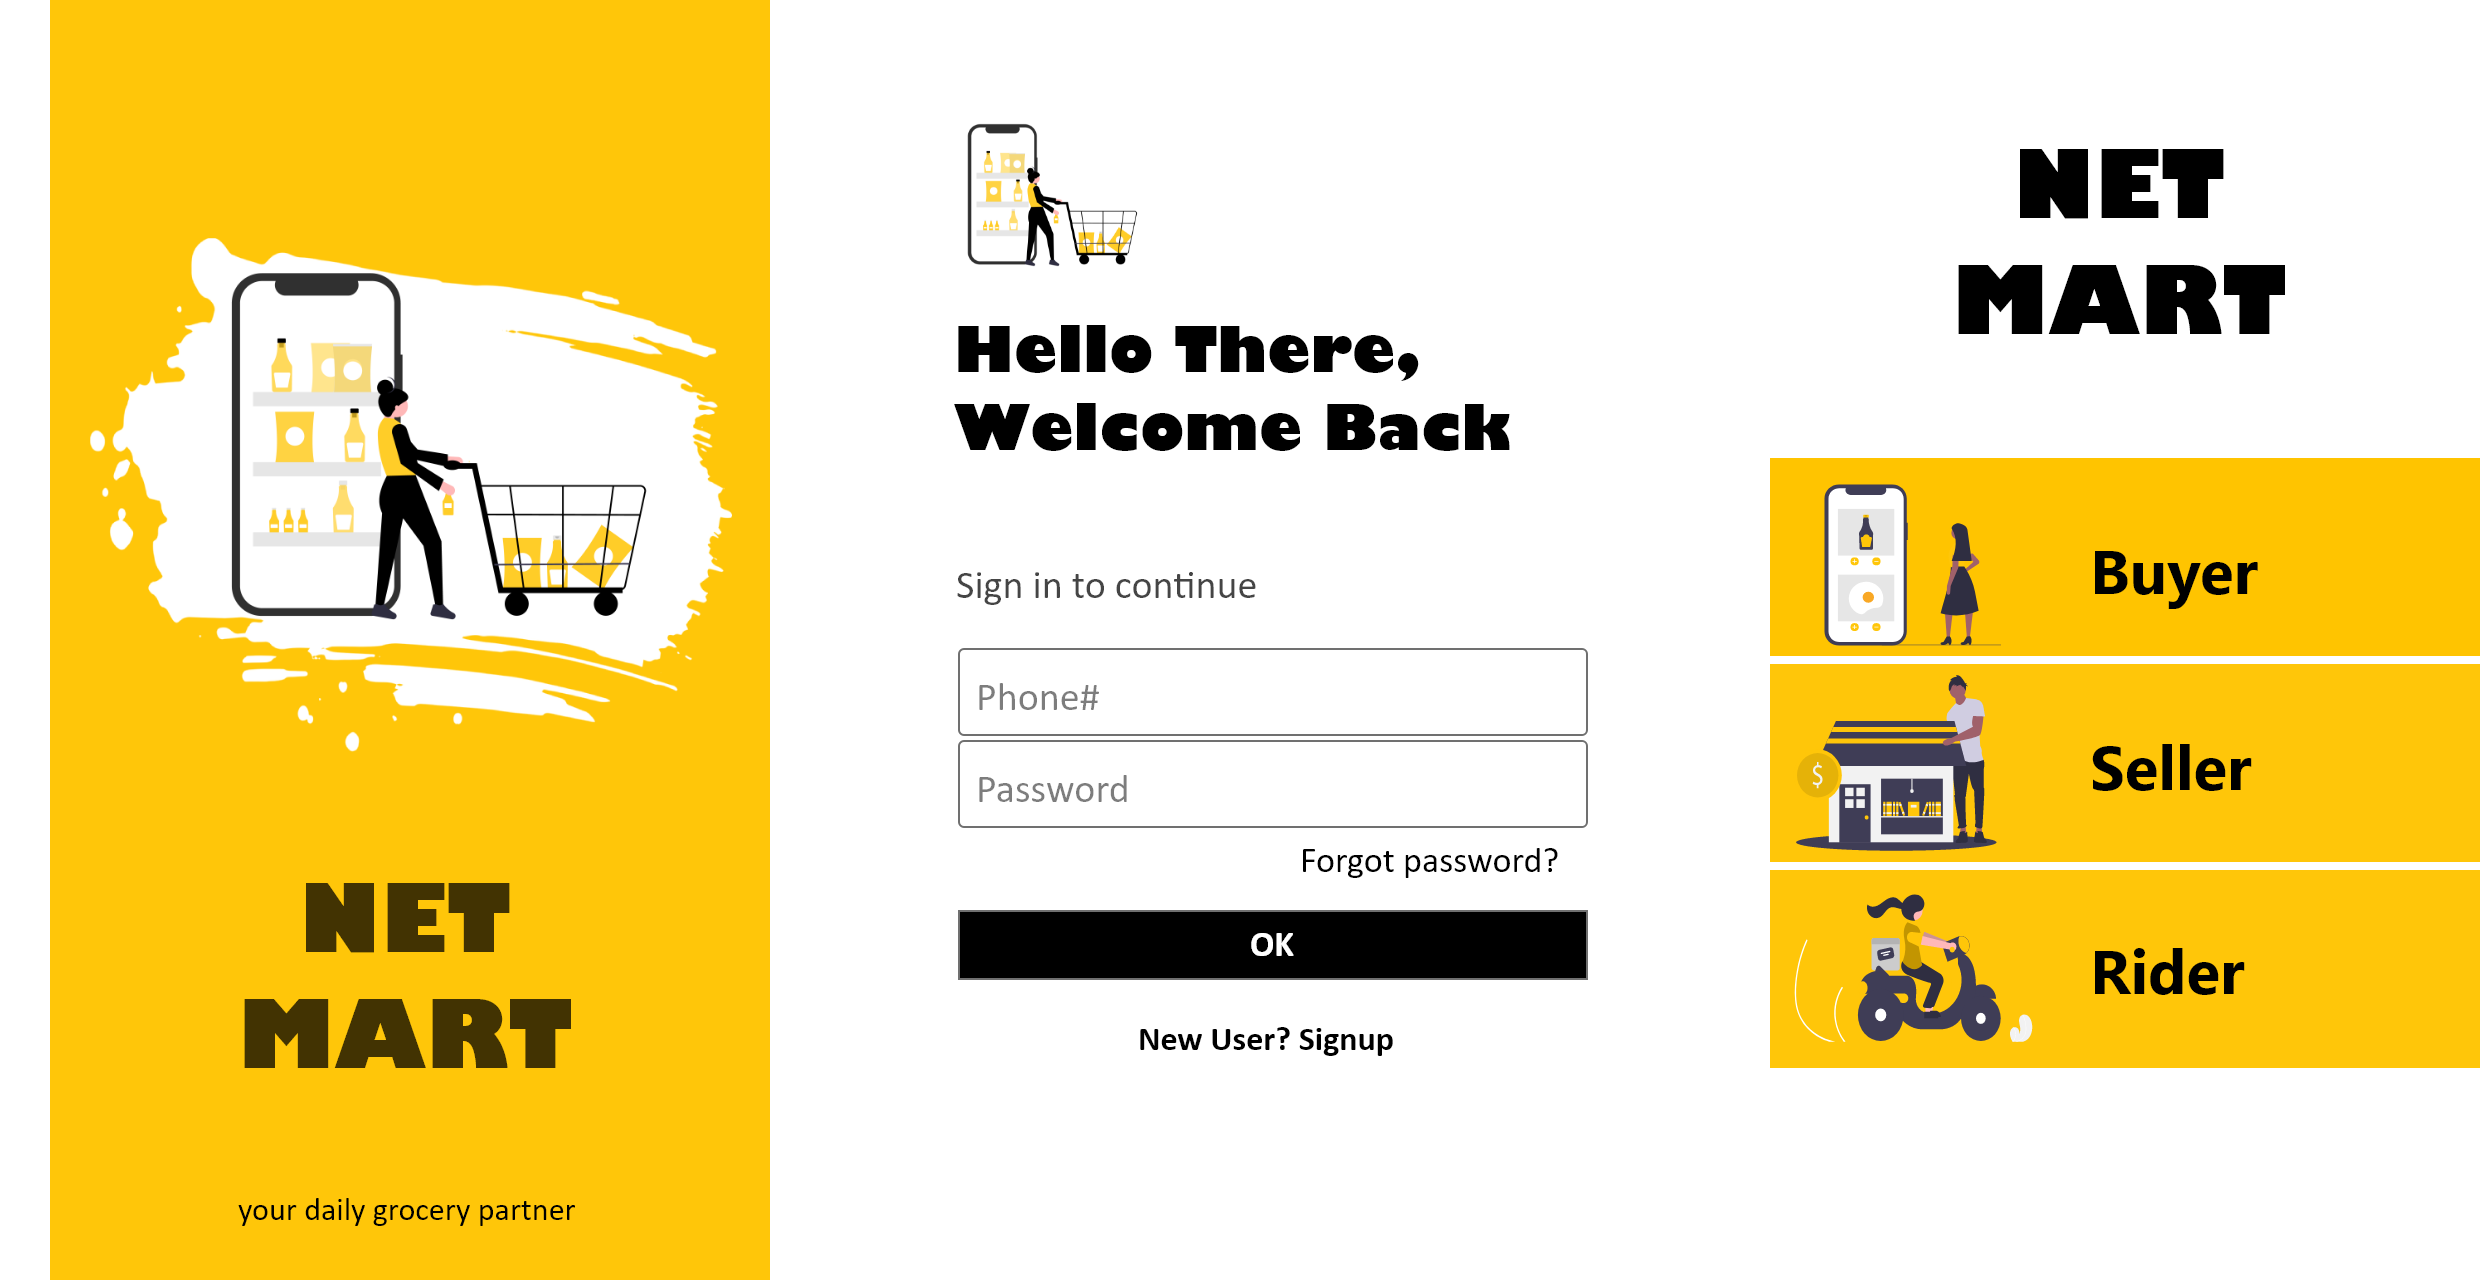 NET
MART
your daily grocery partner
Hello There,
Welcome Back
Sign in to continue
Phone#
Password
Forgot password?
OK
New User? Signup
NET
MART
Buyer
$
Seller
Rider